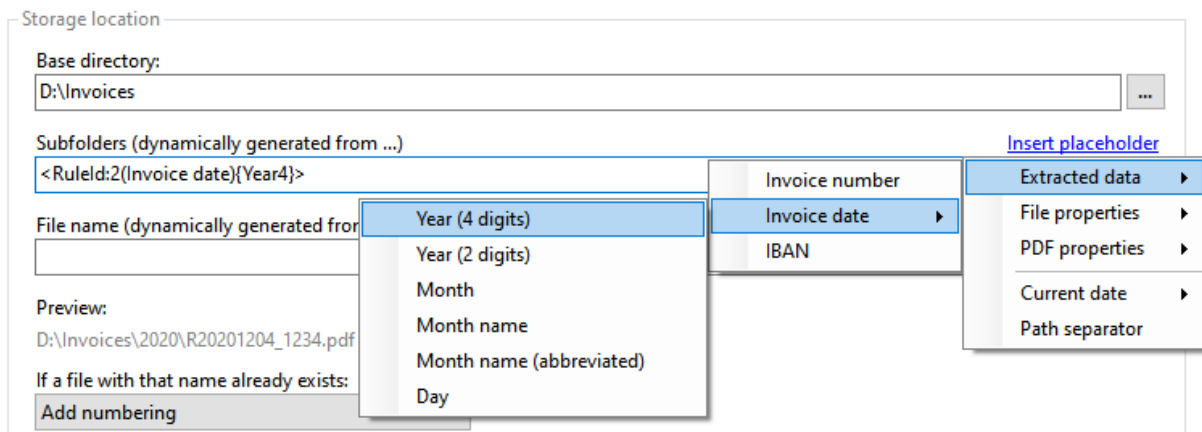 Storage location
Base directory:
D:\Invoices
...
Subfolders (dynamically generated from ...)
Insert placeholder
<RuleId:2(Invoice date){Year4}>
Extracted data
File properties
PDF properties
Current date
Path separator
Invoice number
Invoice date
IBAN
Year (4 digits)
Year (2 digits)
Month
Month name
Month name (abbreviated)
Day
File name (dynamically generated from
Preview:
D:\Invoices\2020\R20201204_1234.pdf
If a file with that name already exists:
Add numbering